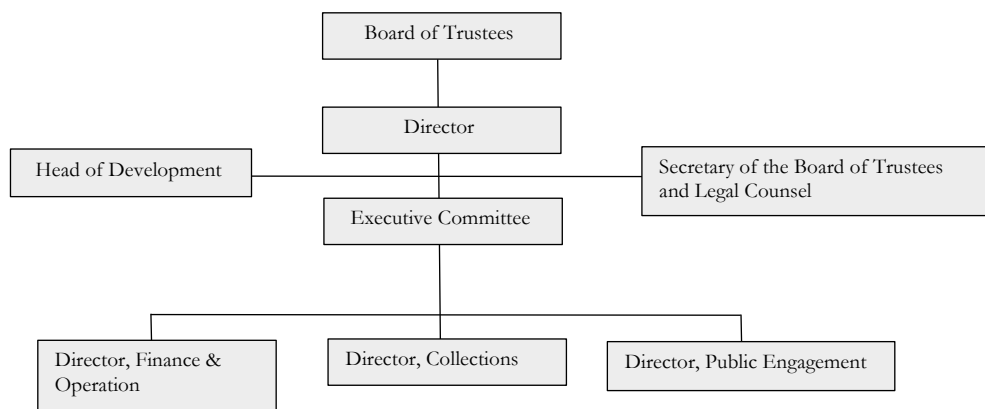 Board of Trustees
Director
Head of Development
Secretary of the Board of Trustees
and Legal Counsel
Executive Committee
Director, Finance &
Operation
Director, Collections
Director, Public Engagement